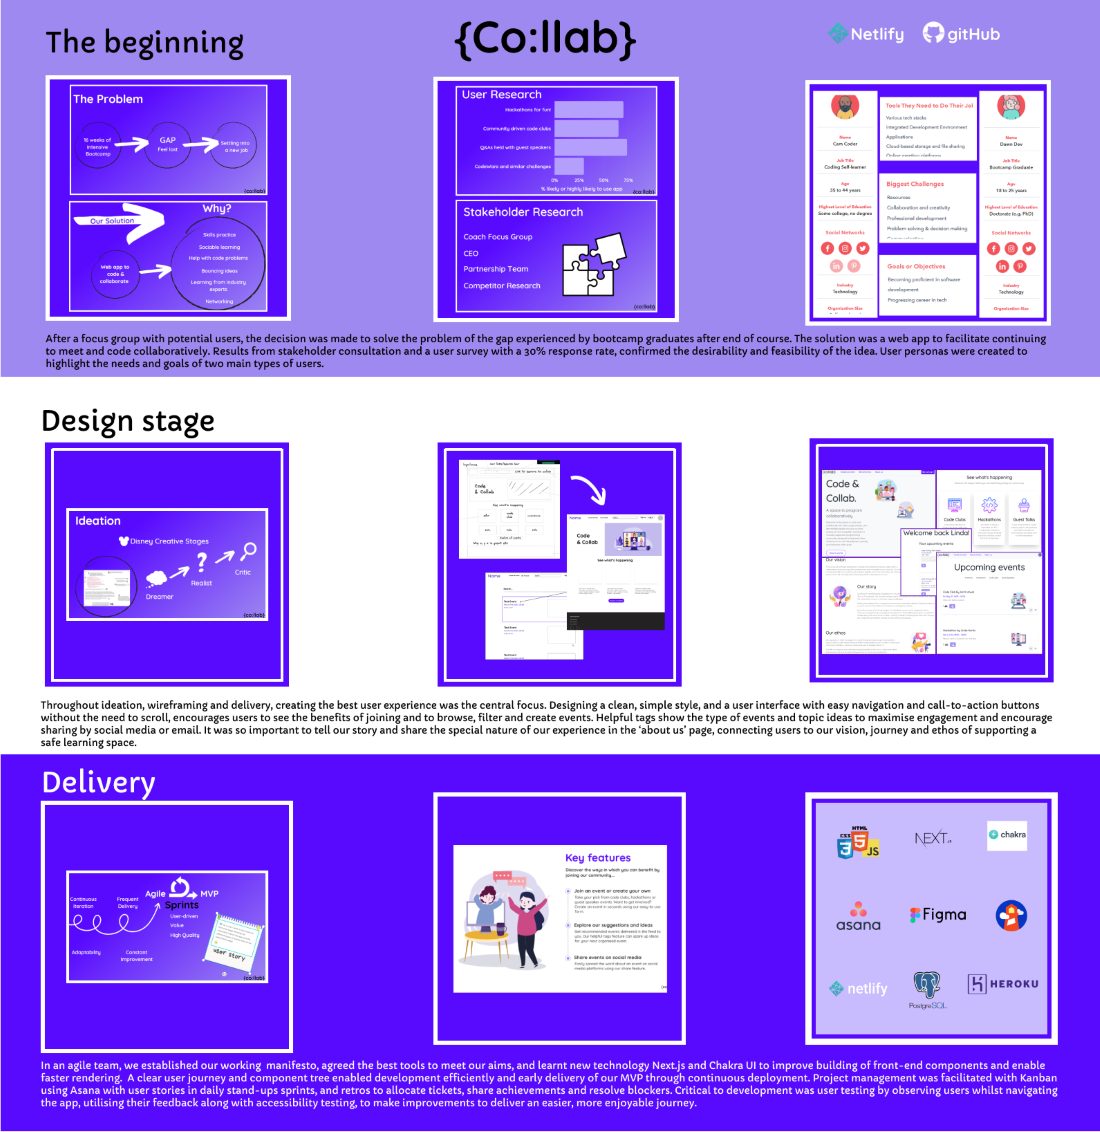 The beginning
{Co:llab}
Netlify
gitHub
The Problem
16 weeks of
intensive
Bootcamp
GAP
Feel lost
Settling into
a new job
{co:llab}
Our Solution
Why?
Web app to
code &
collaborate
Skills practice
Sociable learning
Help with code problems
Bouncing ideas
Learning from industry
experts
Networking
{co:llab}
User Research
Hackathons for fun!
Community driven code clubs
Q&As held with guest speakers
Codewars and similar challenges
0% 25% 50% 75%
% likely or highly likely to use app
{co:llab}
Stakeholder Research
Coach Focus Group
CEO
Partnership Team
Competitor Research
{co:llab}
Name
Cam Coder
Job Title
Coding Self-learner
Age
35 to 44 years
Highest Level of Education
Some college, no degree
Social Networks
Industry
Technology
Organization Size
Tools They Need to Do Their Jo
Various tech stacks
Integrated Development Environment
Applications
Cloud-based storage and file sharing
Biggest Challenges
Resources
Collaboration and creativity
Professional development
Problem solving & decision making
Goals or Objectives
Becoming proficient in software
development
Progressing career in tech
Name
Dawn Dev
Job Title
Bootcamp Graduate
Age
18 to 24 years
Highest Level of Education
Doctorate (e.g. PhD)
Social Networks
Industry
Technology
Organization Size
After a focus group with potential users, the decision was made to solve the problem of the gap experienced by bootcamp graduates after end of course. The solution was a web app to facilitate continuing
to meet and code collaboratively. Results from stakeholder consultation and a user survey with a 30% response rate, confirmed the desirability and feasibility of the idea. User personas were created to
highlight the needs and goals of two main types of users.
Design stage
Ideation
Disney Creative Stages
Dreamer
Realist
Critic
{co:llab}
Code
& Collab
Code
& Collab
See what's happening
Home
Code &
Collab.
See what's happening
Code Clubs
Hackathons
Guest Talks
Welcome back Linda!
Your upcoming events
Our vision
Our story
Our ethos
Upcoming events
Throughout ideation, wireframing and delivery, creating the best user experience was the central focus. Designing a clean, simple style, and a user interface with easy navigation and call-to-action buttons
without the need to scroll, encourages users to see the benefits of joining and to browse, filter and create events. Helpful tags show the type of events and topic ideas to maximise engagement and encourage
sharing by social media or email. It was so important to tell our story and share the special nature of our experience in the 'about us' page, connecting users to our vision, journey and ethos of supporting a
safe learning space.
Delivery
Continuous
Iteration
Frequent
Delivery
Agile
MVP
Sprints
User-driven
Value
High Quality
Adaptability
Constant
Improvement
user story
{co:llab}
Key features
Discover the ways in which you can benefit by
joining our community...
Join an event or create your own
Explore our suggestions and ideas
Share events on social media
CSS
3
HTML
5
JS
NEXT.JS
chakra
asana
Figma
netlify
PostgreSQL
HEROKU
In an agile team, we established our working manifesto, agreed the best tools to meet our aims, and learnt new technology Next.js and Chakra UI to improve building of front-end components and enable
faster rendering. A clear user journey and component tree enabled development efficiently and early delivery of our MVP through continuous deployment. Project management was facilitated with Kanban
using Asana with user stories in daily stand-ups sprints, and retros to allocate tickets, share achievements and resolve blockers. Critical to development was user testing by observing users whilst navigating
the app, utilising their feedback along with accessibility testing, to make improvements to deliver an easier, more enjoyable journey.